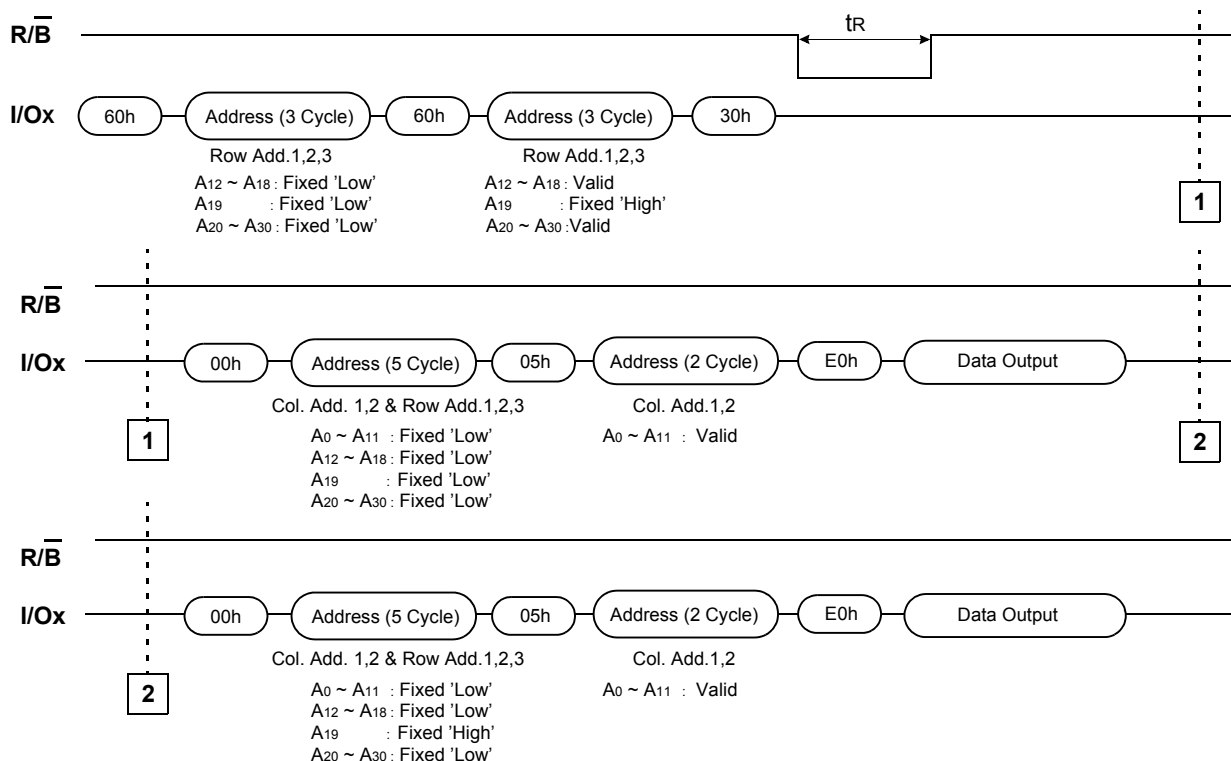 tR
R/B
I/Ox
60h Address (3 Cycle) 60h Address (3 Cycle) 30h
Row Add.1,2,3 Row Add.1,2,3
A12 ~ A18 : Fixed 'Low' A12 ~ A18 : Valid
A19 : Fixed 'Low' A19 : Fixed 'High'
A20 ~ A30 : Fixed 'Low' A20 ~ A30 :Valid
1
R/B
I/Ox
00h Address (5 Cycle) 05h Address (2 Cycle) E0h Data Output
Col. Add. 1,2 & Row Add.1,2,3 Col. Add.1,2
1 2
A0 ~ A11 : Fixed 'Low' A0 ~ A11 : Valid
A12 ~ A18 : Fixed 'Low'
A19 : Fixed 'Low'
A20 ~ A30 : Fixed 'Low'
R/B
I/Ox
00h Address (5 Cycle) 05h Address (2 Cycle) E0h Data Output
Col. Add. 1,2 & Row Add.1,2,3 Col. Add.1,2
2
A0 ~ A11 : Fixed 'Low' A0 ~ A11 : Valid
A12 ~ A18 : Fixed 'Low'
A19 : Fixed 'High'
A20 ~ A30 : Fixed 'Low'